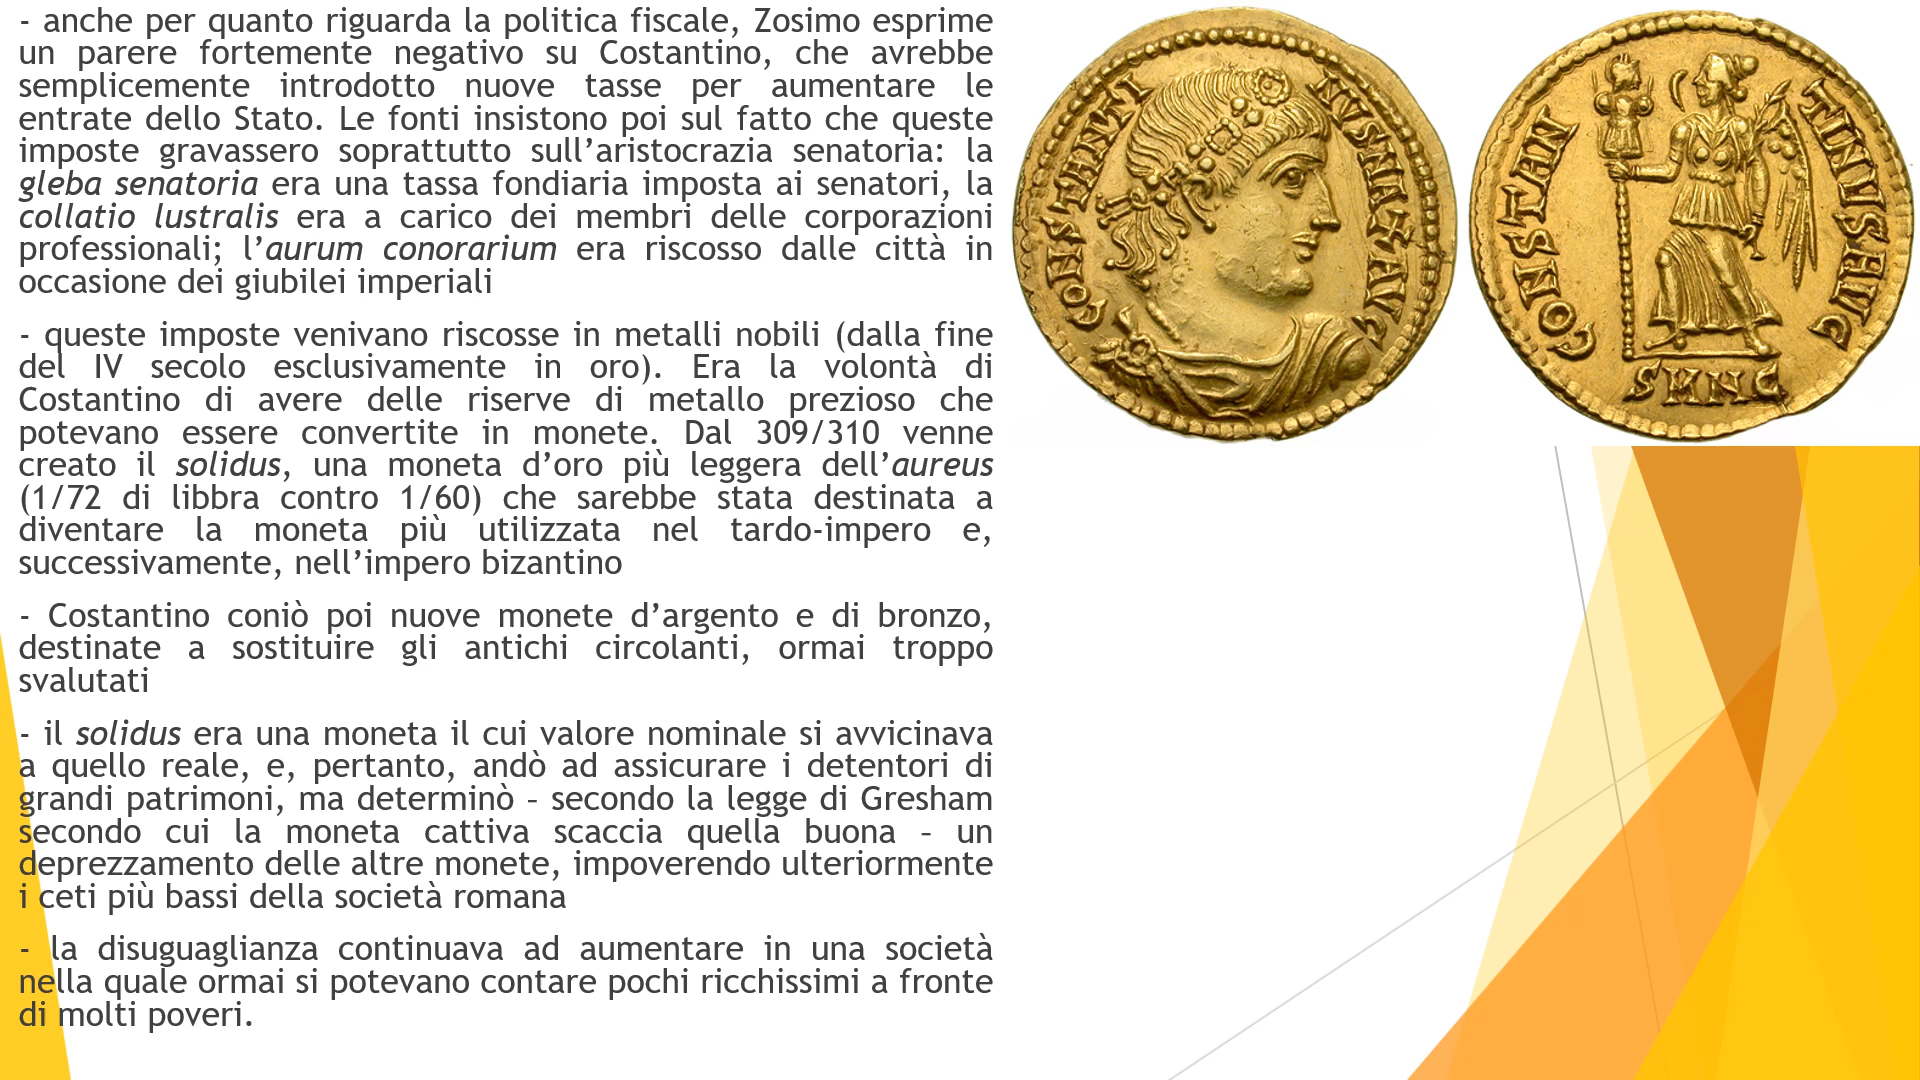 - anche per quanto riguarda la politica fiscale, Zosimo esprime
un parere fortemente negativo su Costantino, che avrebbe
semplicemente introdotto nuove tasse per aumentare le
entrate dello Stato. Le fonti insistono poi sul fatto che queste
imposte gravassero soprattutto sull’aristocrazia senatoria: la
gleba senatoria era una tassa fondiaria imposta ai senatori, la
collatio lustralis era a carico dei membri delle corporazioni
professionali; l’aurum conorarium era riscosso dalle città in
occasione dei giubilei imperiali
- queste imposte venivano riscosse in metalli nobili (dalla fine
del IV secolo esclusivamente in oro). Era la volontà di
Costantino di avere delle riserve di metallo prezioso che
potevano essere convertite in monete. Dal 309/310 venne
creato il solidus, una moneta d’oro più leggera dell’aureus
(1/72 di libbra contro 1/60) che sarebbe stata destinata a
diventare la moneta più utilizzata nel tardo-impero e,
successivamente, nell’impero bizantino
- Costantino coniò poi nuove monete d’argento e di bronzo,
destinate a sostituire gli antichi circolanti, ormai troppo
svalutati
- il solidus era una moneta il cui valore nominale si avvicinava
a quello reale, e, pertanto, andò ad assicurare i detentori di
grandi patrimoni, ma determinò – secondo la legge di Gresham
secondo cui la moneta cattiva scaccia quella buona – un
deprezzamento delle altre monete, impoverendo ulteriormente
i ceti più bassi della società romana
- la disuguaglianza continuava ad aumentare in una società
nella quale ormai si potevano contare pochi ricchissimi a fronte
di molti poveri.
CONSTANTI NVSMAXAVG
CONSTAN TINVSAVG
SMNC